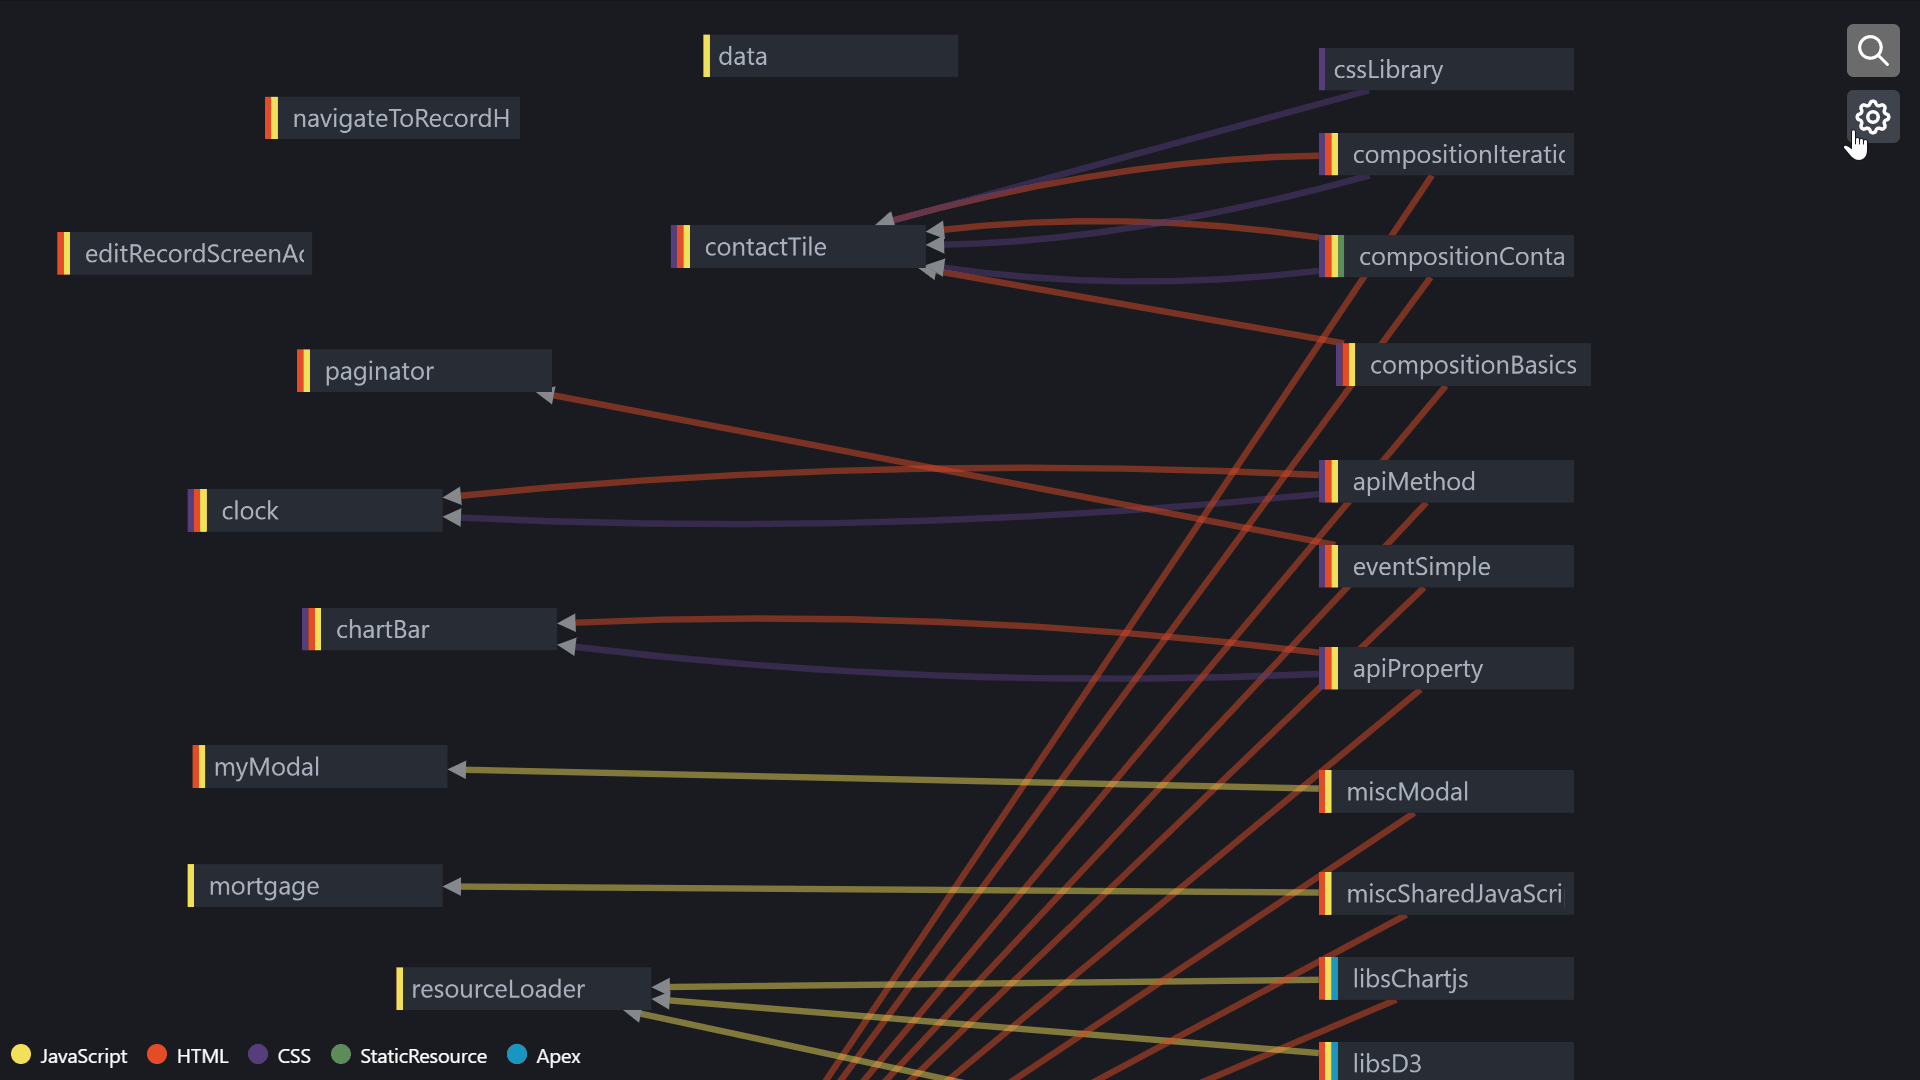 data
cssLibrary
navigateToRecordH
compositionIteratic
contactTile
compositionConta
editRecordScreenAc
compositionBasics
paginator
apiMethod
clock
eventSimple
chartBar
apiProperty
myModal
miscModal
mortgage
miscSharedJavaScri
libsChartjs
resourceLoader
libsD3
JavaScript HTML CSS StaticResource Apex